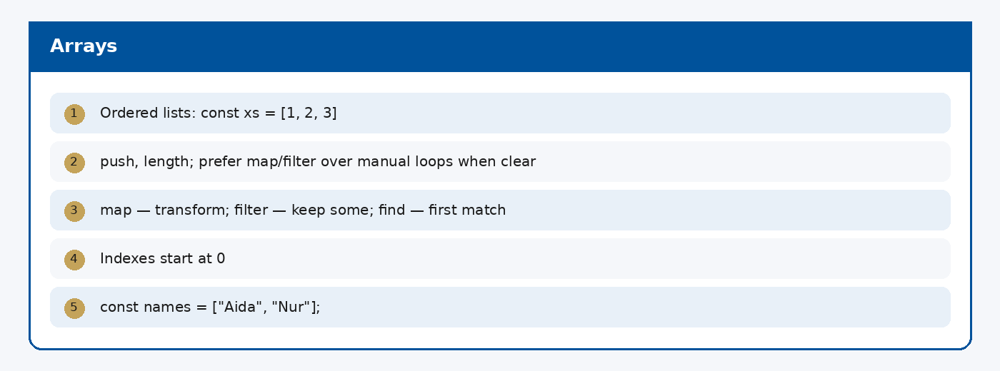 Arrays
1 Ordered lists: const xs = [1, 2, 3]
2 push, length; prefer map/filter over manual loops when clear
3 map — transform; filter — keep some; find — first match
4 Indexes start at 0
5 const names = ["Aida", "Nur"];